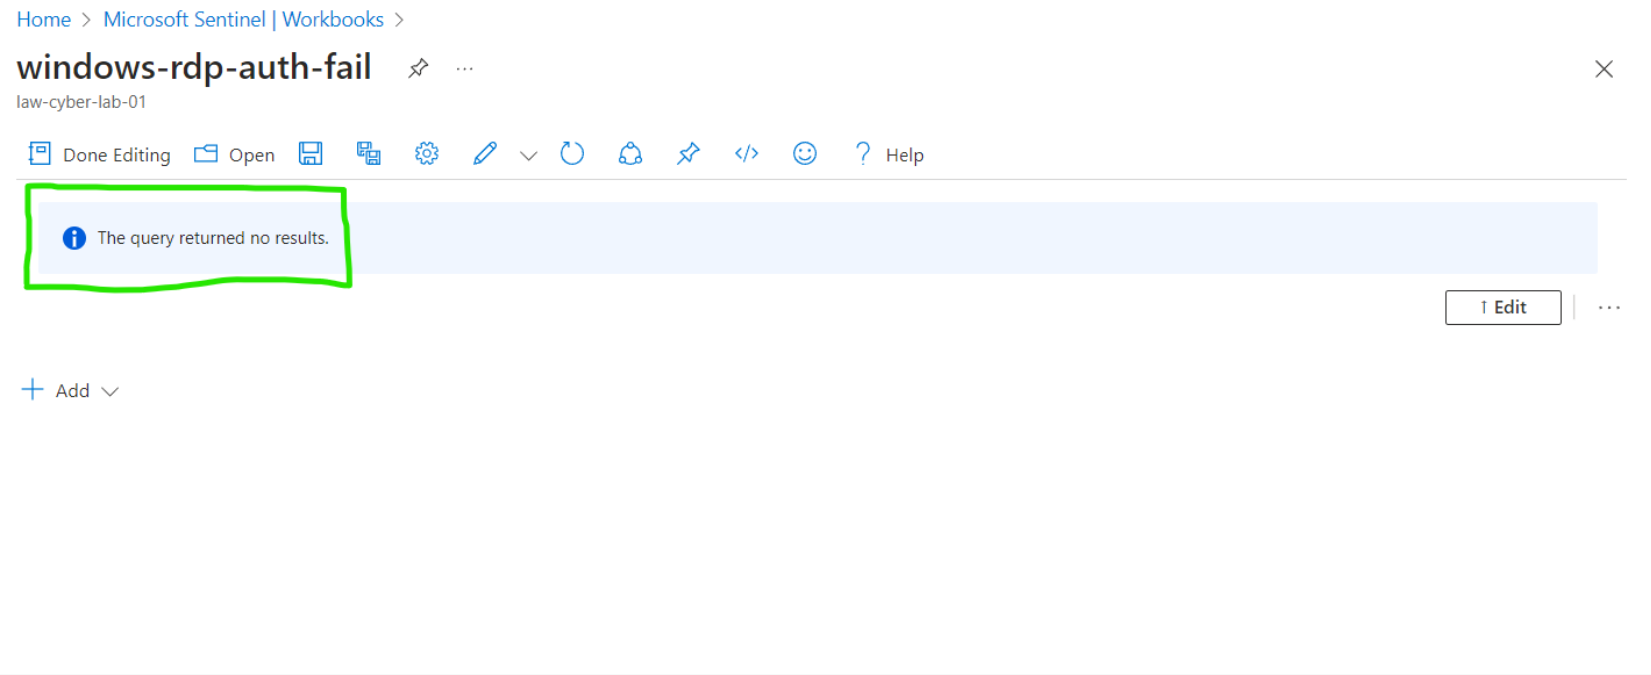 Home > Microsoft Sentinel | Workbooks >
windows-rdp-auth-fail ...
law-cyber-lab-01
Done Editing Open </> ? Help
The query returned no results.
↑ Edit ...
+ Add